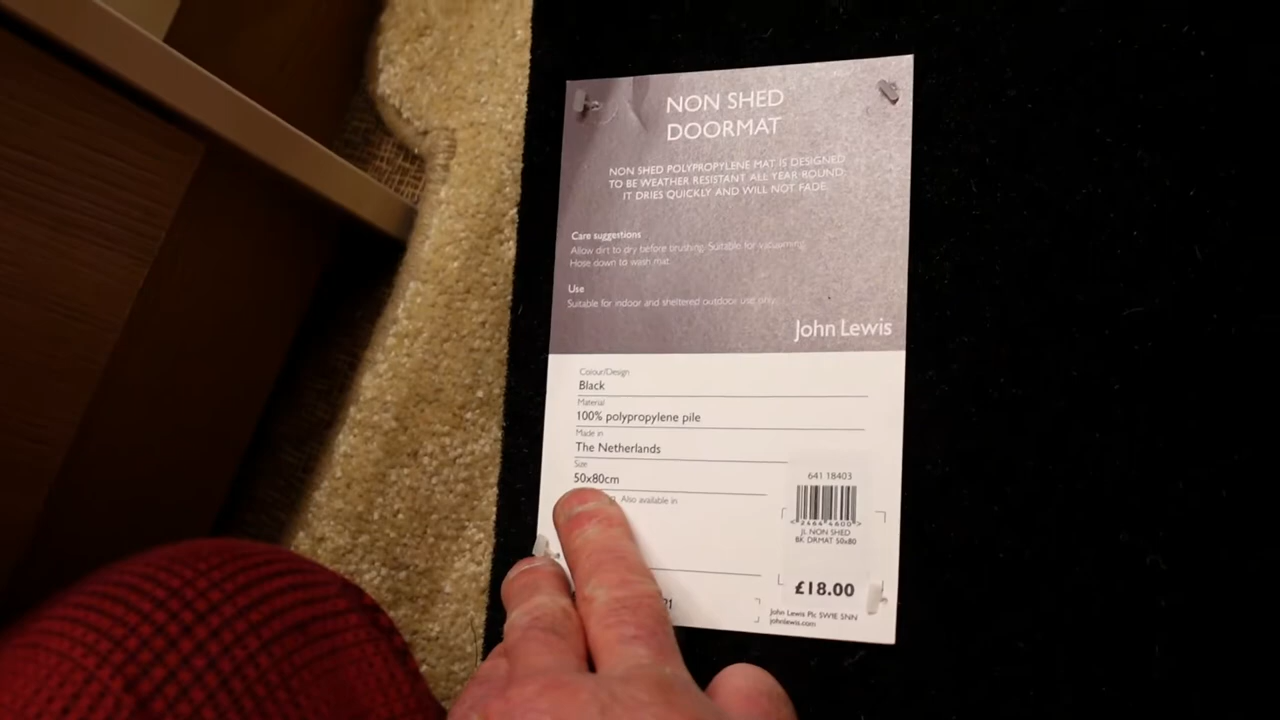 NON SHED
DOORMAT
NON SHED POLYPROPYLENE MAT IS DESIGNED
TO BE WEATHER RESISTANT ALL YEAR ROUND.
IT DRIES QUICKLY AND WILL NOT FADE.
Care suggestions
Allow dirt to dry before brushing. Suitable for vacuuming.
Hose down to wash mat.
Use
Suitable for indoor and sheltered outdoor use only.
John Lewis
Colour/Design
Black
Material
100% polypropylene pile
Made in
The Netherlands
Size
50x80cm
Also available in
641 18403
<2464 4600>
JL NON SHED
BK DRMAT 50x80
£18.00
John Lewis Plc SW1E 5NN
johnlewis.com